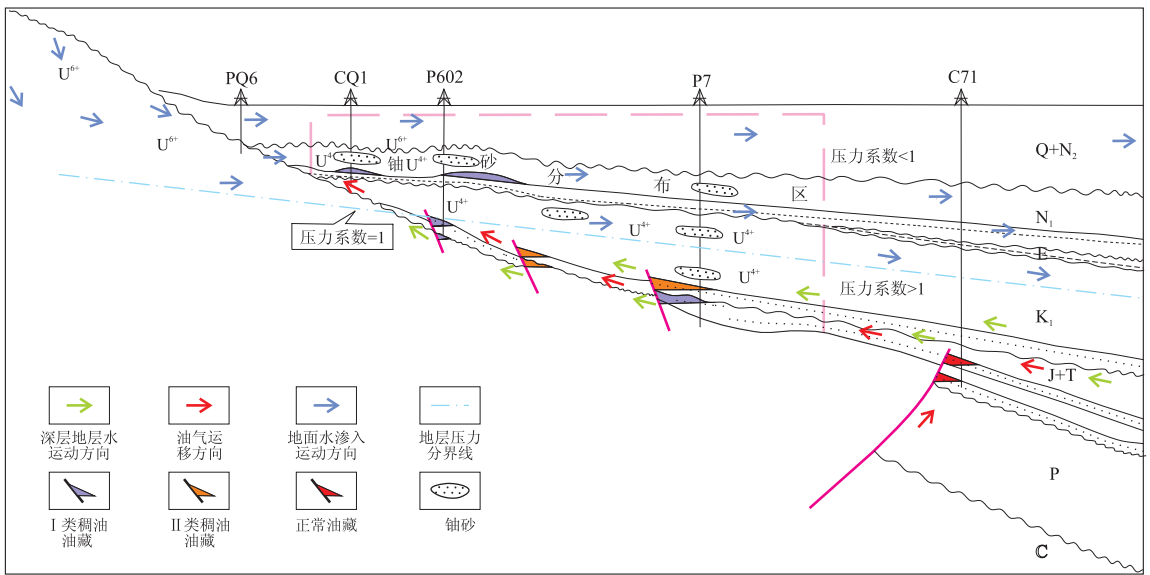 PQ6
CQ1
P602
P7
C71
U⁶⁺
U⁶⁺
U⁶⁺
U⁴
铀
U⁴⁺
砂
分
布
区
压力系数<1
Q+N₂
U⁴⁺
U⁴⁺
U⁴⁺
U⁴⁺
N₁
E
压力系数=1
压力系数>1
K₁
J+T
P
C
深层地层水
运动方向
油气运
移方向
地面水渗入
运动方向
地层压力
分界线
Ⅰ类稠油
油藏
Ⅱ类稠油
油藏
正常油藏
铀砂